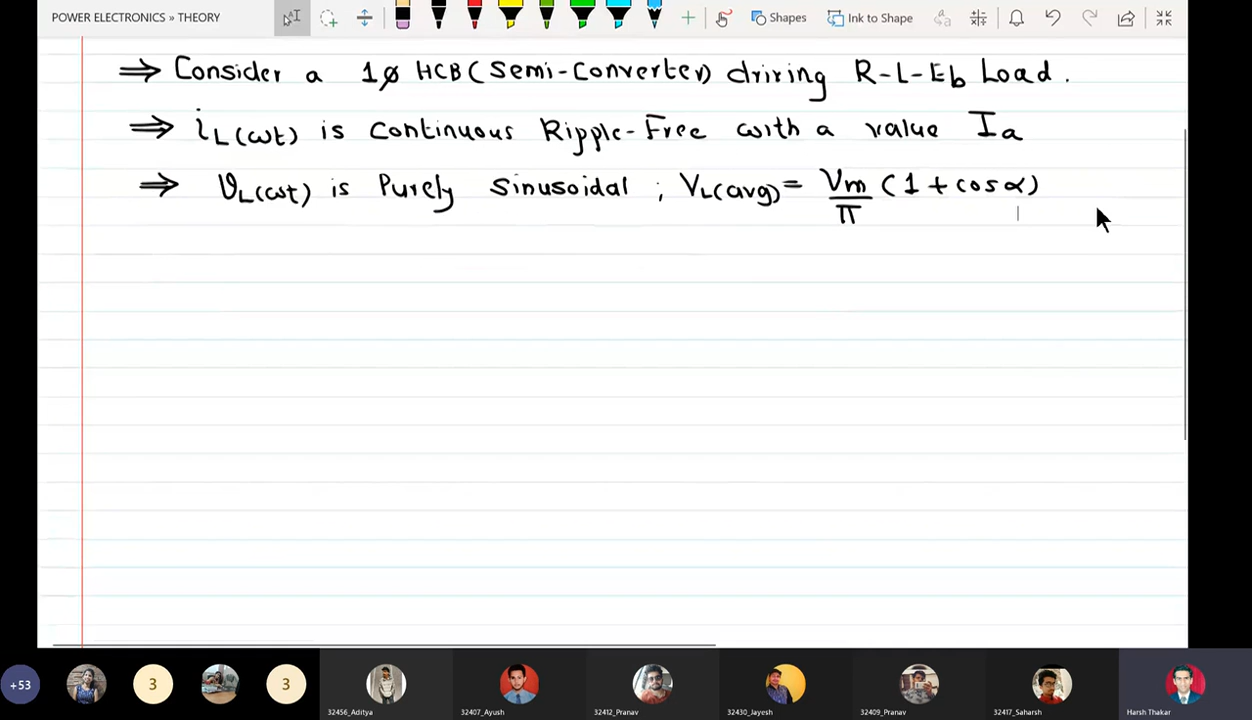 POWER ELECTRONICS » THEORY
Shapes
Ink to Shape
⇒ Consider a 1φ HCB (Semi-Converter) driving R-L-Eb Load.
⇒ iL(ωt) is Continuous Ripple-Free with a value Ia
⇒ VL(ωt) is Purely Sinusoidal ; VL(avg) = Vm/π (1 + cosα)
+53
3
3
32456_Aditya
32407_Ayush
32412_Pranav
32430_Jayesh
32409_Pranav
32417_Saharsh
Harsh Thakar